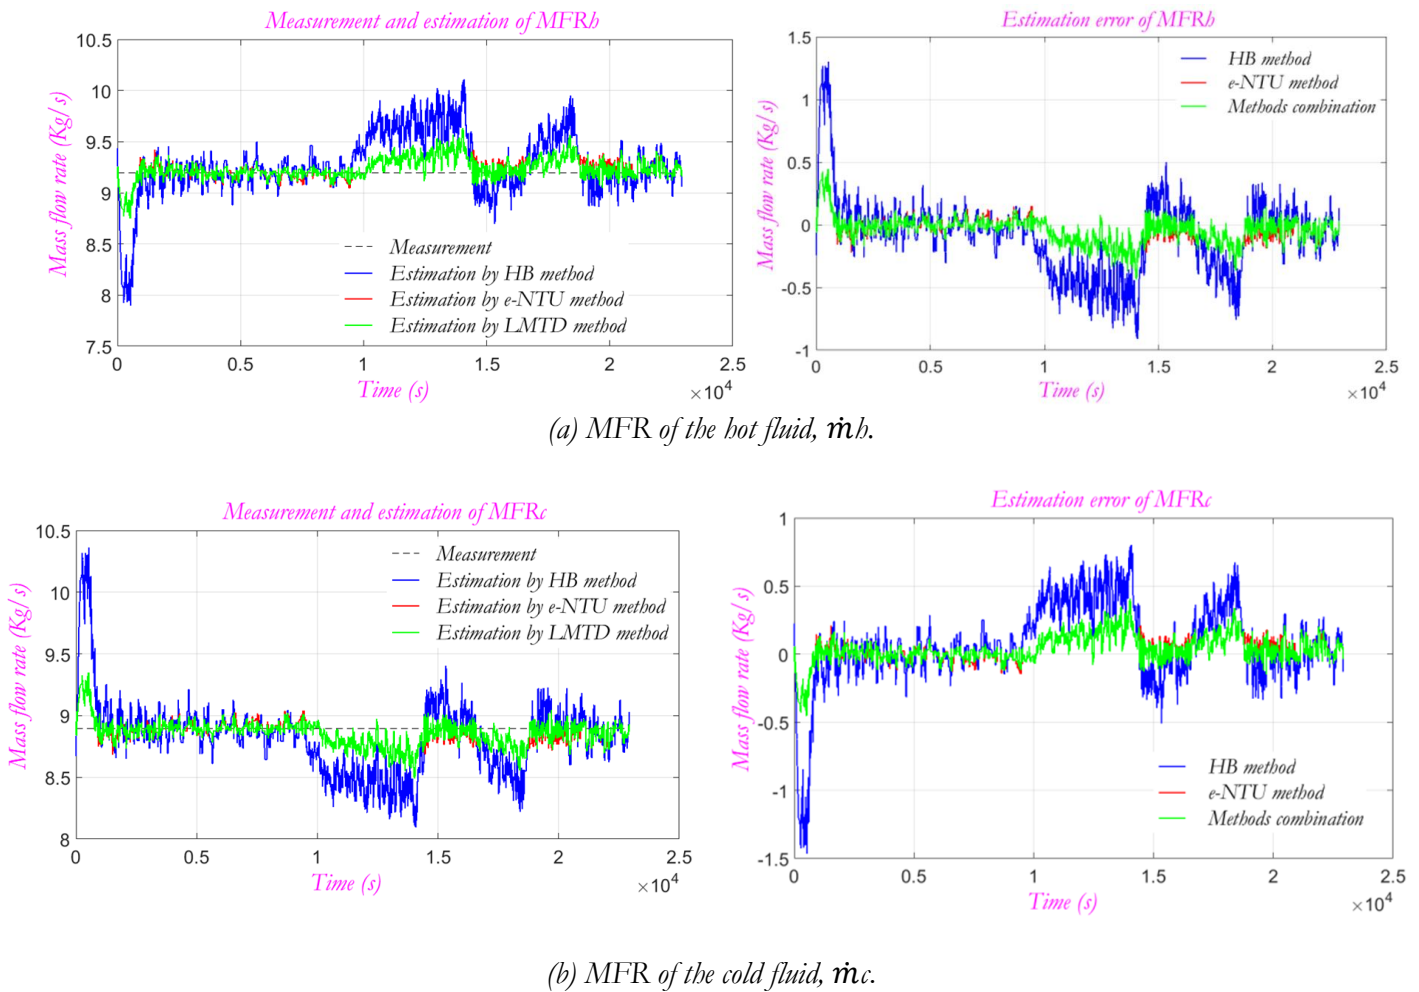 Measurement and estimation of MFRh
10.5
10
9.5
9
8.5
8
7.5
0
0.5
1
1.5
2
2.5
×10⁴
Mass flow rate (Kg/s)
Time (s)
Measurement
Estimation by HB method
Estimation by e-NTU method
Estimation by LMTD method
Estimation error of MFRh
1.5
1
0.5
0
-0.5
-1
0
0.5
1
1.5
2
2.5
×10⁴
Mass flow rate (Kg/s)
Time (s)
HB method
e-NTU method
Methods combination
(a) MFR of the hot fluid, ṁh.
Measurement and estimation of MFRc
10.5
10
9.5
9
8.5
8
0
0.5
1
1.5
2
2.5
×10⁴
Mass flow rate (Kg/s)
Time (s)
Measurement
Estimation by HB method
Estimation by e-NTU method
Estimation by LMTD method
Estimation error of MFRc
1
0.5
0
-0.5
-1
-1.5
0
0.5
1
1.5
2
2.5
×10⁴
Mass flow rate (Kg/s)
Time (s)
HB method
e-NTU method
Methods combination
(b) MFR of the cold fluid, ṁc.